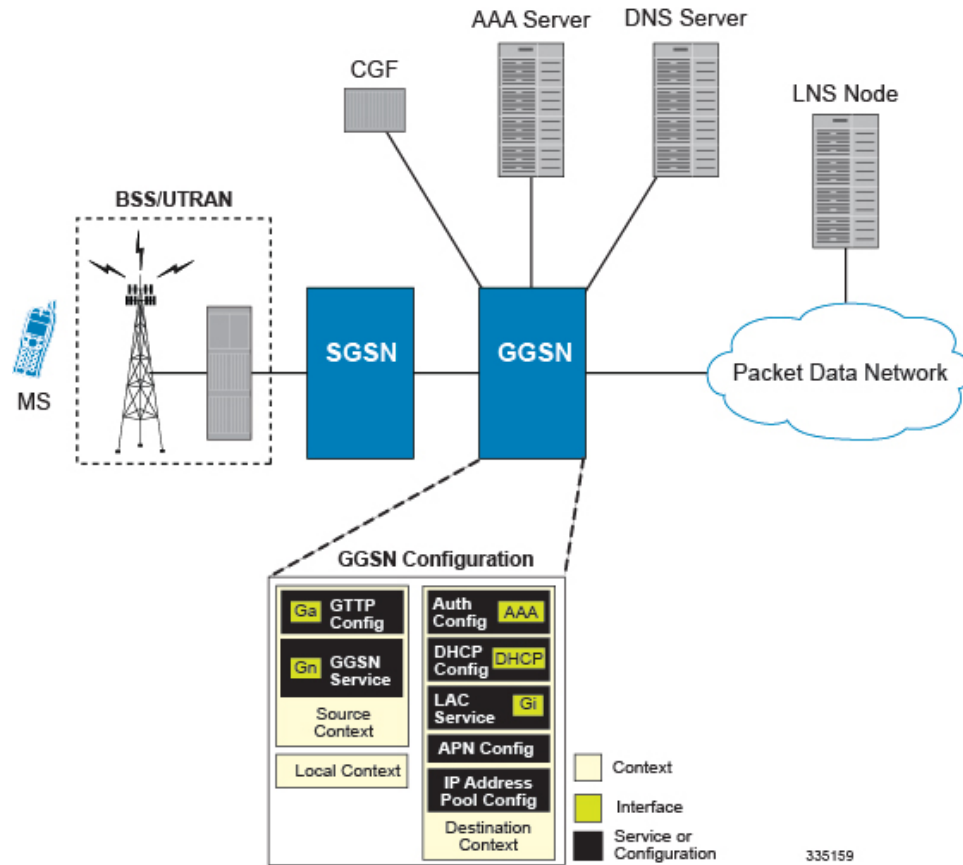 AAA Server
DNS Server
CGF
LNS Node
BSS/UTRAN
MS
SGSN
GGSN
Packet Data Network
GGSN Configuration
Ga
GTTP
Config
Gn
GGSN
Service
Source
Context
Local Context
Auth
Config
AAA
DHCP
Config
DHCP
LAC
Service
Gi
APN Config
IP Address
Pool Config
Destination
Context
Context
Interface
Service or
Configuration
335159